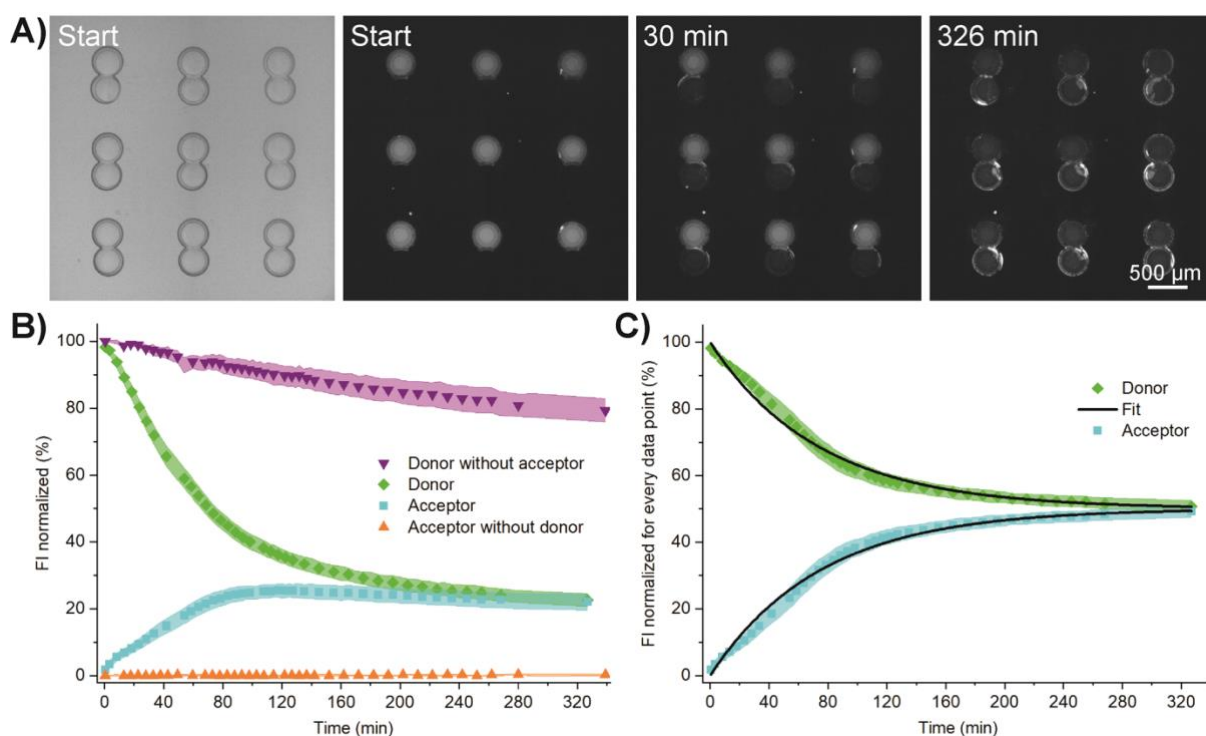 A)
Start
Start
30 min
326 min
500 µm
B)
FI normalized (%)
100
80
60
40
20
0
Donor without acceptor
Donor
Acceptor
Acceptor without donor
0 40 80 120 160 200 240 280 320
Time (min)
C)
FI normalized for every data point (%)
100
80
60
40
20
0
Donor
Fit
Acceptor
0 40 80 120 160 200 240 280 320
Time (min)